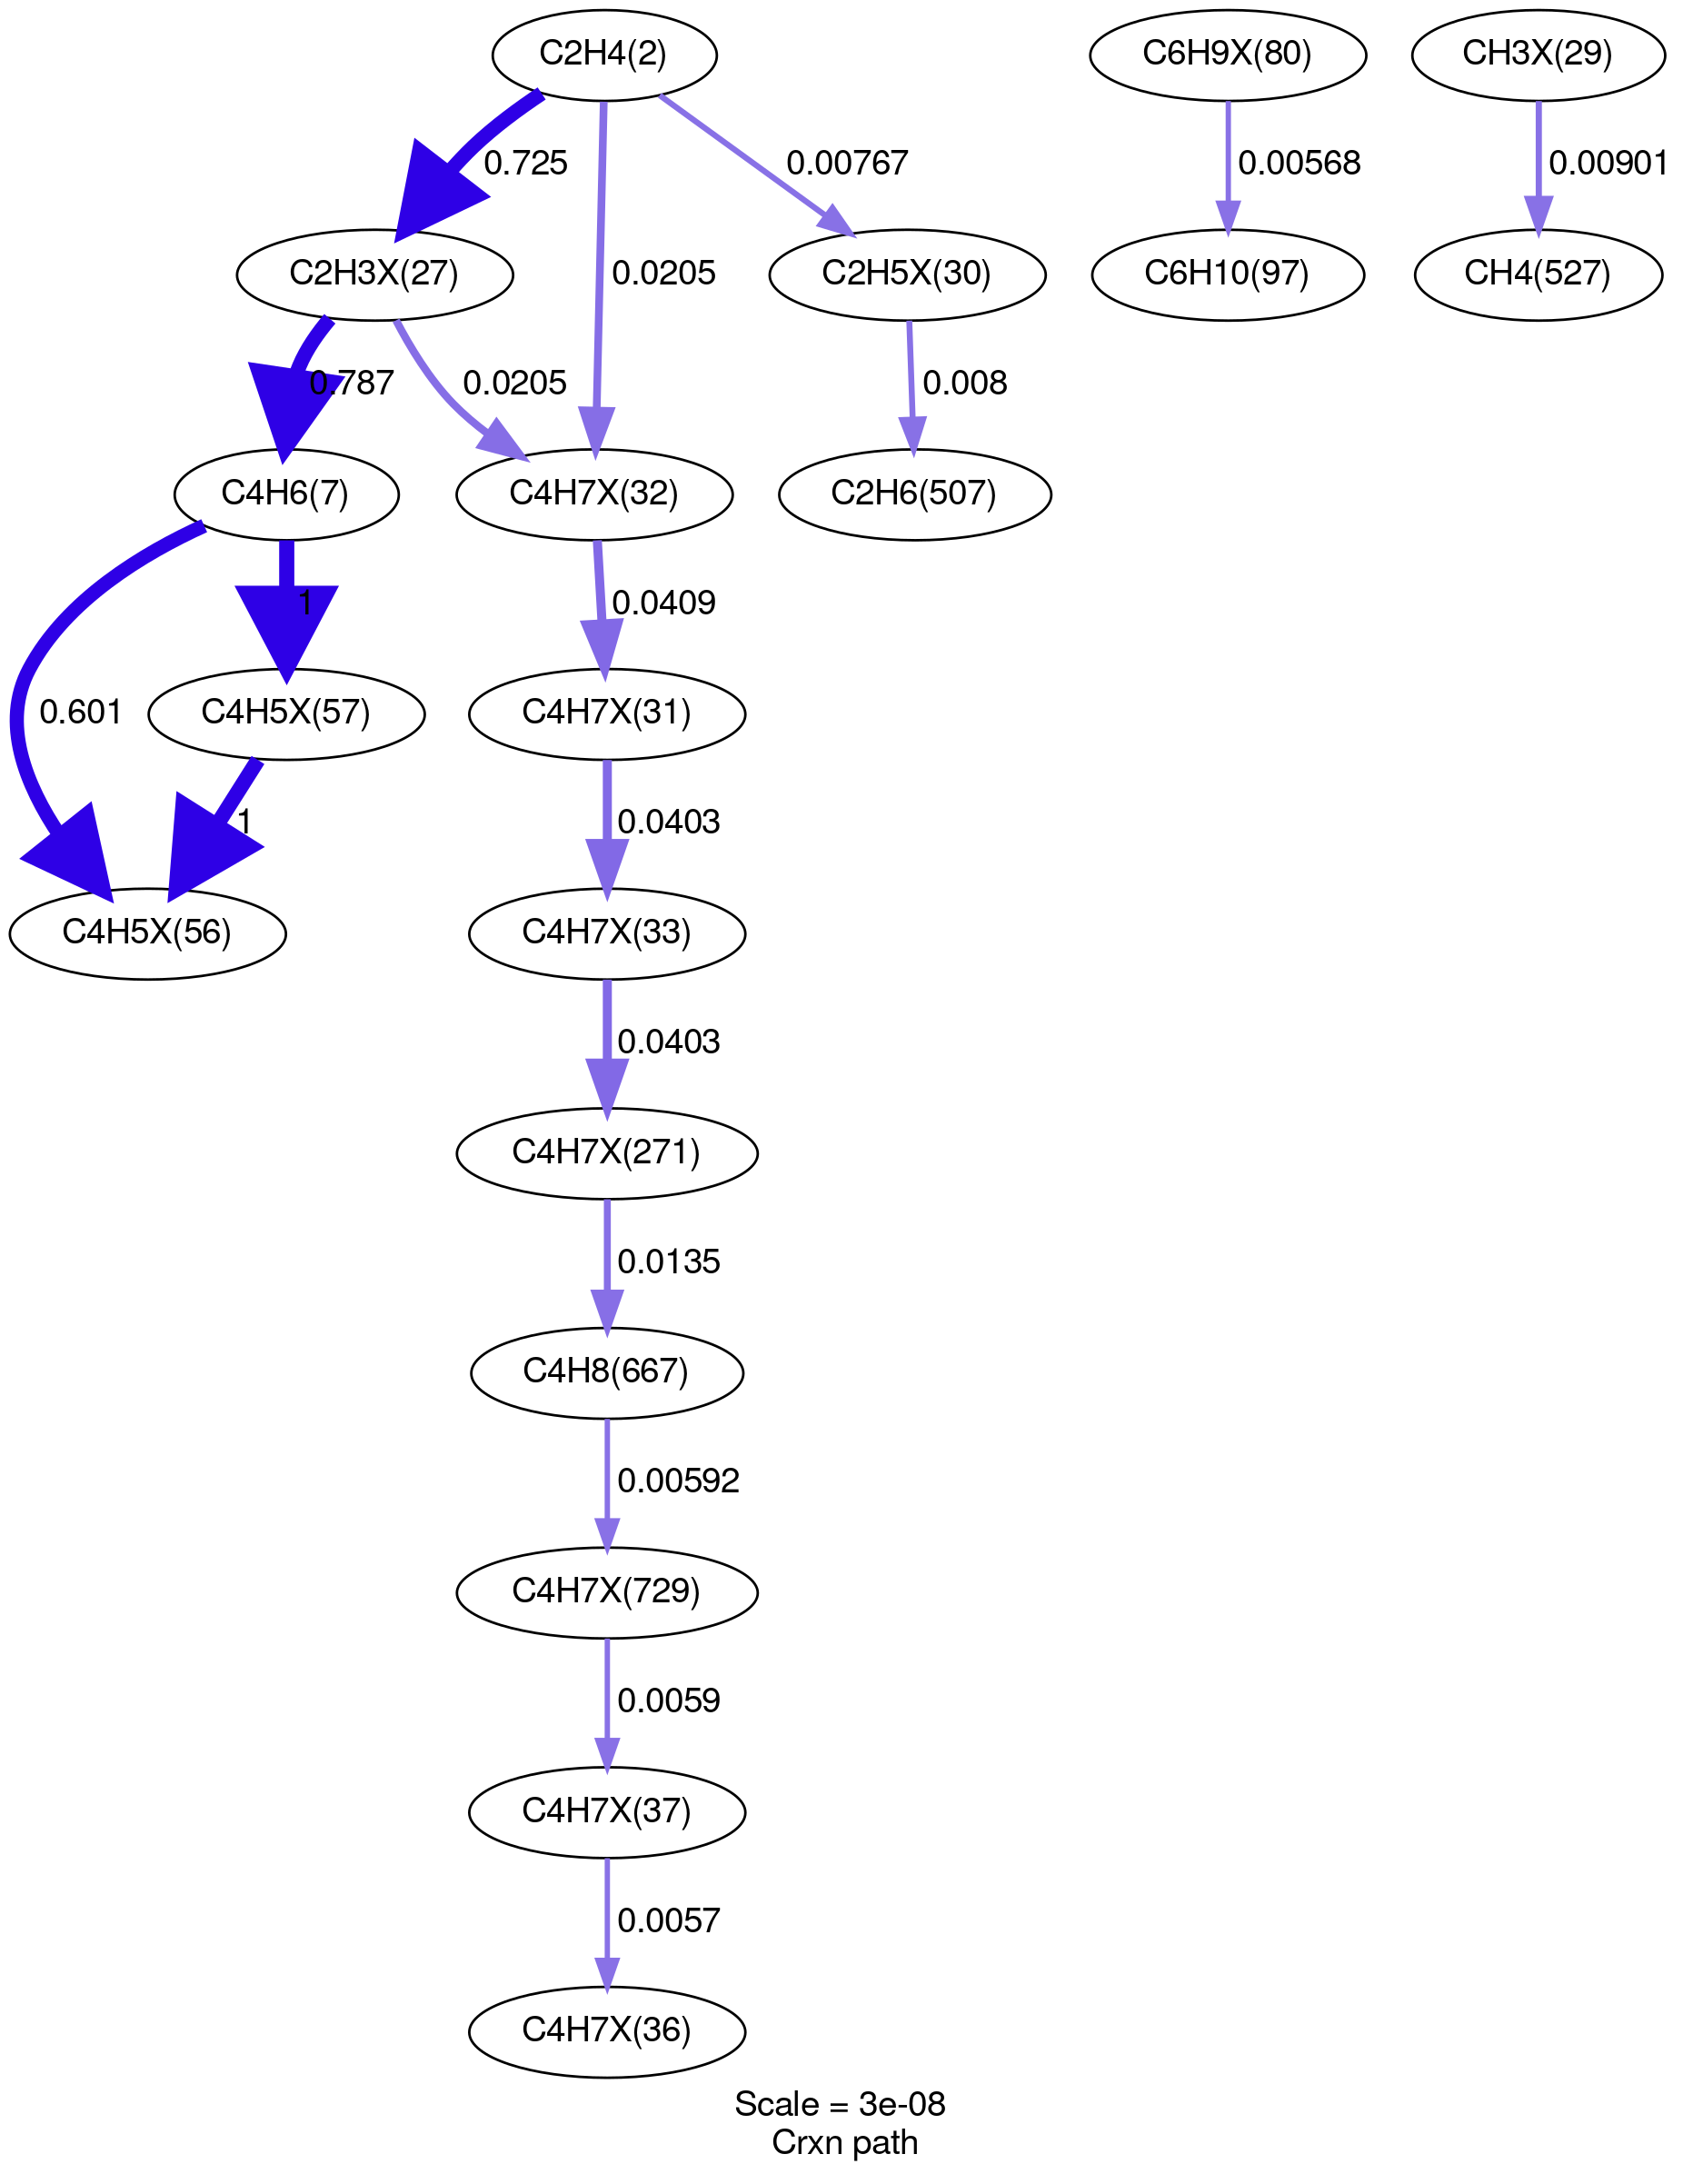 C2H4(2)
C6H9X(80)
CH3X(29)
0.725
0.00767
0.00568
0.00901
C2H3X(27)
0.0205
C2H5X(30)
C6H10(97)
CH4(527)
0.787
0.0205
0.008
C4H6(7)
C4H7X(32)
C2H6(507)
1
0.0409
0.601
C4H5X(57)
C4H7X(31)
1
0.0403
C4H5X(56)
C4H7X(33)
0.0403
C4H7X(271)
0.0135
C4H8(667)
0.00592
C4H7X(729)
0.0059
C4H7X(37)
0.0057
C4H7X(36)
Scale = 3e-08
Crxn path